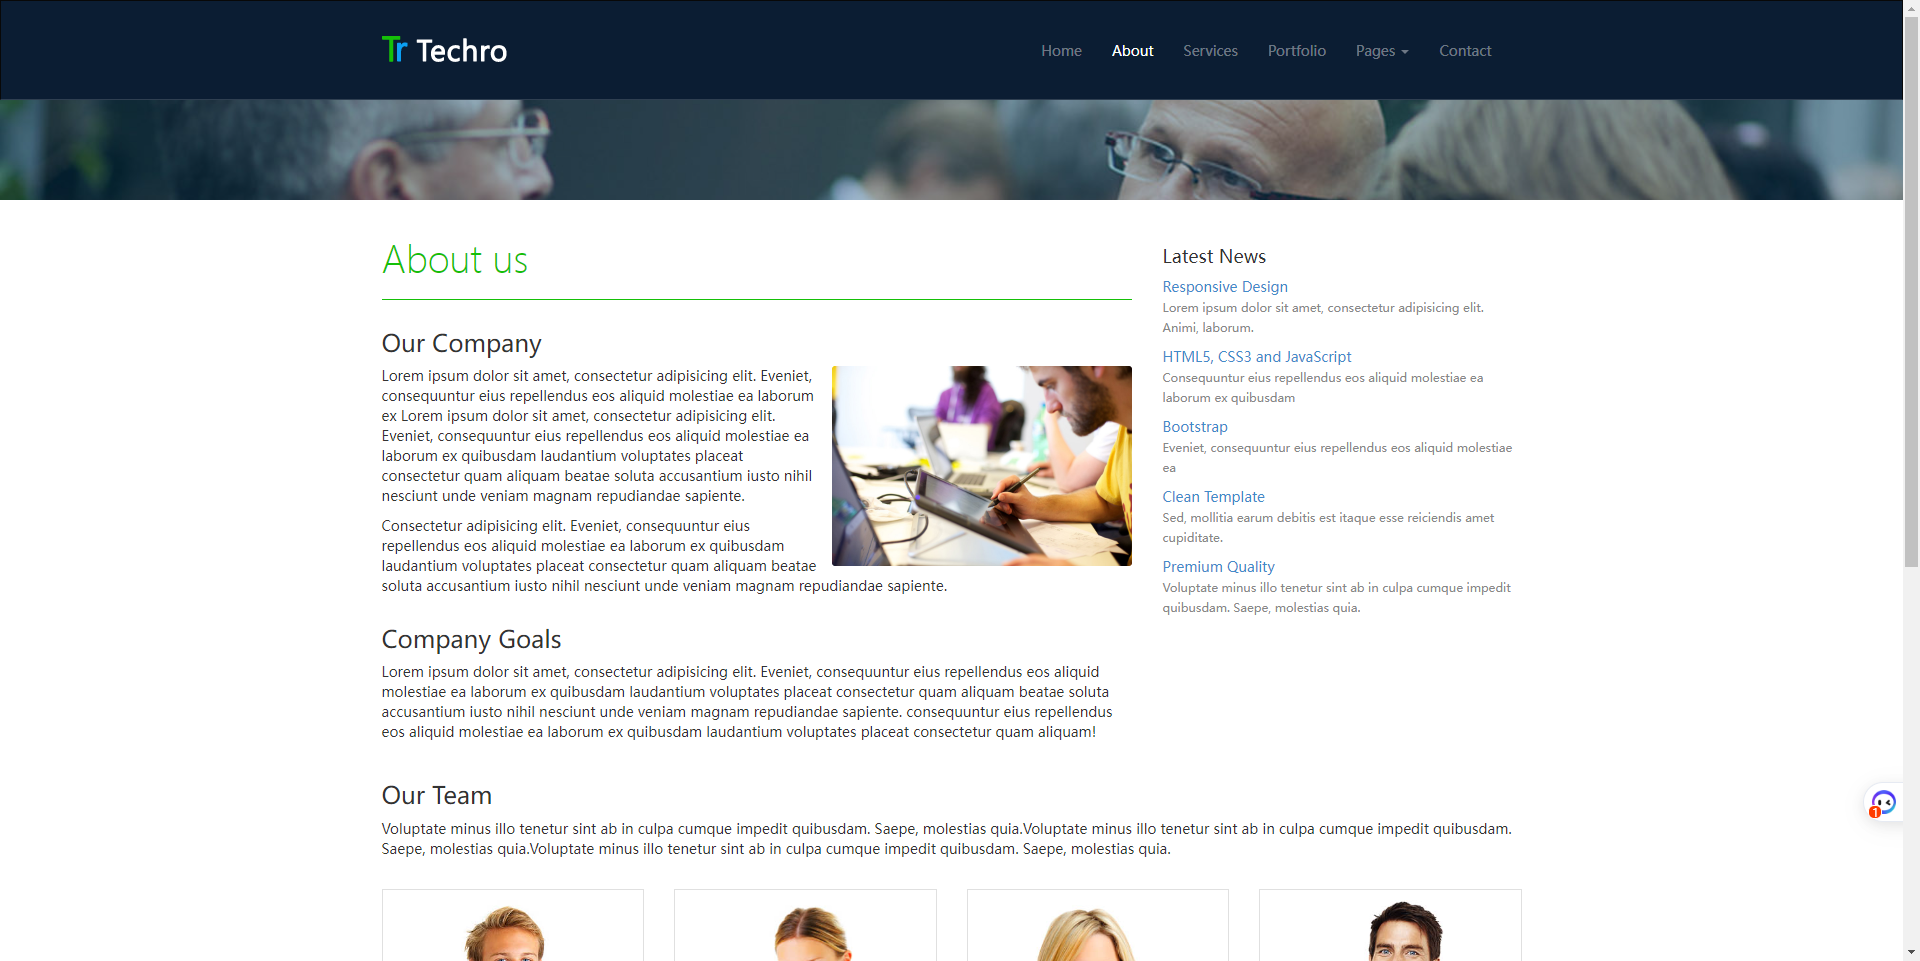 Tr Techro
Home About Services Portfolio Pages Contact
About us
Our Company
Lorem ipsum dolor sit amet, consectetur adipisicing elit. Eveniet,
consequuntur eius repellendus eos aliquid molestiae ea laborum
ex Lorem ipsum dolor sit amet, consectetur adipisicing elit.
Eveniet, consequuntur eius repellendus eos aliquid molestiae ea
laborum ex quibusdam laudantium voluptates placeat
consectetur quam aliquam beatae soluta accusantium iusto nihil
nesciunt unde veniam magnam repudiandae sapiente.
Consectetur adipisicing elit. Eveniet, consequuntur eius
repellendus eos aliquid molestiae ea laborum ex quibusdam
laudantium voluptates placeat consectetur quam aliquam beatae
soluta accusantium iusto nihil nesciunt unde veniam magnam repudiandae sapiente.
Company Goals
Lorem ipsum dolor sit amet, consectetur adipisicing elit. Eveniet, consequuntur eius repellendus eos aliquid
molestiae ea laborum ex quibusdam laudantium voluptates placeat consectetur quam aliquam beatae soluta
accusantium iusto nihil nesciunt unde veniam magnam repudiandae sapiente. consequuntur eius repellendus
eos aliquid molestiae ea laborum ex quibusdam laudantium voluptates placeat consectetur quam aliquam!
Latest News
Responsive Design
Lorem ipsum dolor sit amet, consectetur adipisicing elit.
Animi, laborum.
HTML5, CSS3 and JavaScript
Consequuntur eius repellendus eos aliquid molestiae ea
laborum ex quibusdam
Bootstrap
Eveniet, consequuntur eius repellendus eos aliquid molestiae
ea
Clean Template
Sed, mollitia earum debitis est itaque esse reiciendis amet
cupiditate.
Premium Quality
Voluptate minus illo tenetur sint ab in culpa cumque impedit
quibusdam. Saepe, molestias quia.
Our Team
Voluptate minus illo tenetur sint ab in culpa cumque impedit quibusdam. Saepe, molestias quia.Voluptate minus illo tenetur sint ab in culpa cumque impedit quibusdam.
Saepe, molestias quia.Voluptate minus illo tenetur sint ab in culpa cumque impedit quibusdam. Saepe, molestias quia.
1